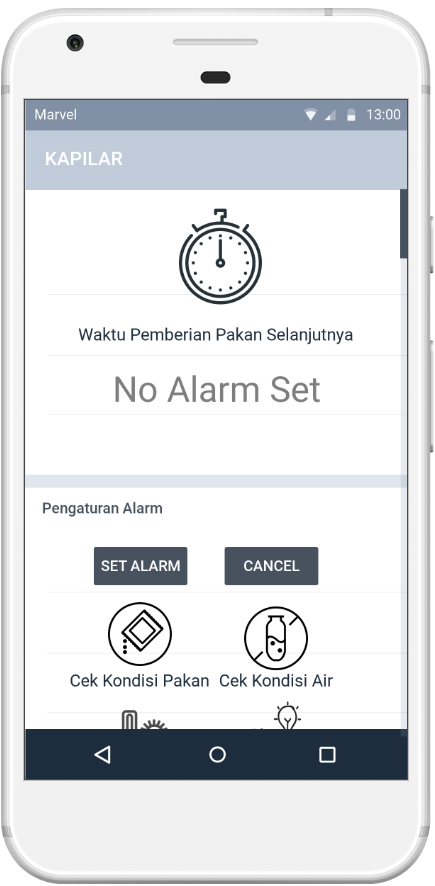 Marvel 13:00
KAPILAR
Waktu Pemberian Pakan Selanjutnya
No Alarm Set
Pengaturan Alarm
SET ALARM CANCEL
Cek Kondisi Pakan Cek Kondisi Air